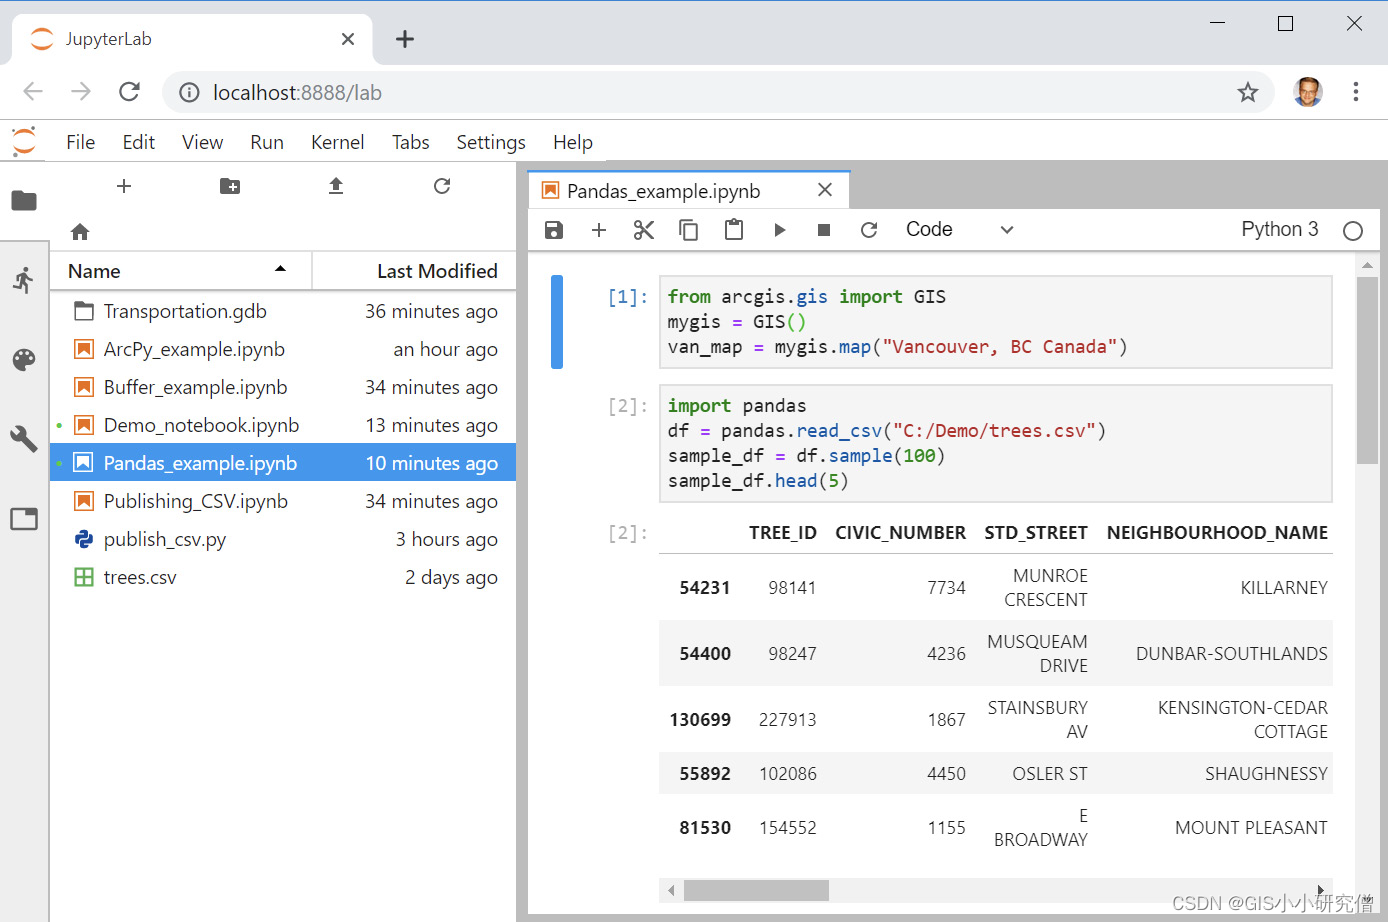 JupyterLab
localhost:8888/lab
File Edit View Run Kernel Tabs Settings Help
Name Last Modified
Transportation.gdb 36 minutes ago
ArcPy_example.ipynb an hour ago
Buffer_example.ipynb 34 minutes ago
Demo_notebook.ipynb 13 minutes ago
Pandas_example.ipynb 10 minutes ago
Publishing_CSV.ipynb 34 minutes ago
publish_csv.py 3 hours ago
trees.csv 2 days ago
Pandas_example.ipynb
Code Python 3
[1]: from arcgis.gis import GIS
mygis = GIS()
van_map = mygis.map("Vancouver, BC Canada")
[2]: import pandas
df = pandas.read_csv("C:/Demo/trees.csv")
sample_df = df.sample(100)
sample_df.head(5)
[2]: TREE_ID CIVIC_NUMBER STD_STREET NEIGHBOURHOOD_NAME
54231 98141 7734 MUNROE CRESCENT KILLARNEY
54400 98247 4236 MUSQUEAM DRIVE DUNBAR-SOUTHLANDS
130699 227913 1867 STAINSBURY AV KENSINGTON-CEDAR COTTAGE
55892 102086 4450 OSLER ST SHAUGHNESSY
81530 154552 1155 E BROADWAY MOUNT PLEASANT
CSDN @GIS小小研究僧